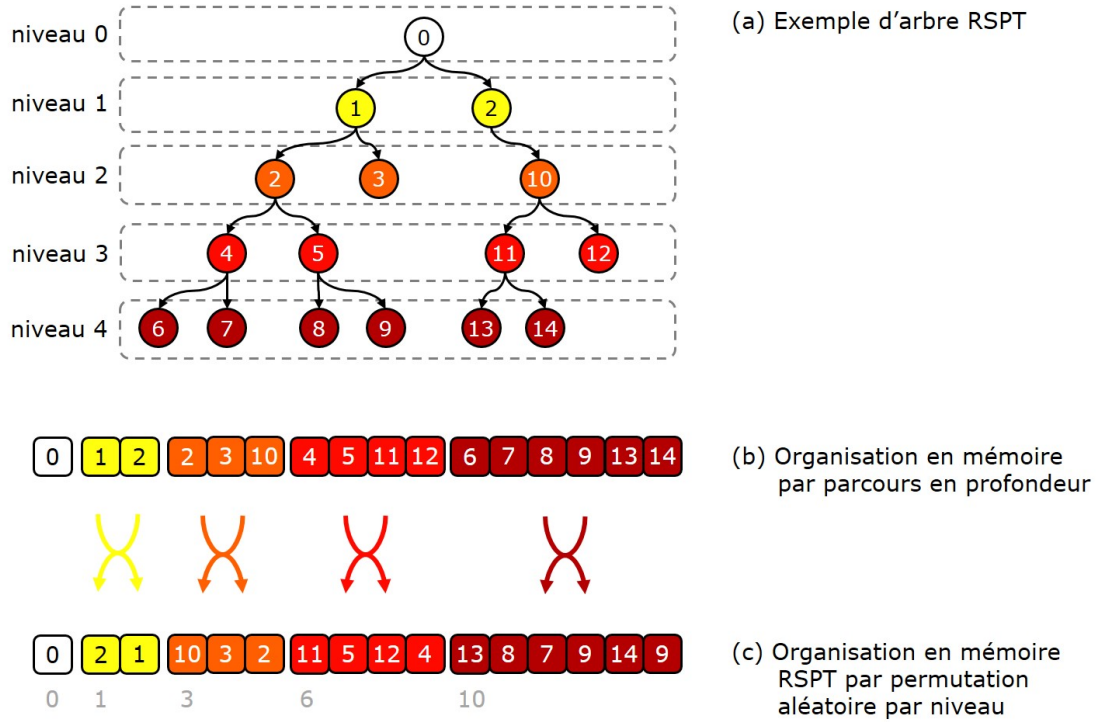 (a) Exemple d'arbre RSPT
niveau 0
0
niveau 1
1 2
niveau 2
2 3 10
niveau 3
4 5 11 12
niveau 4
6 7 8 9 13 14
0 1 2 2 3 10 4 5 11 12 6 7 8 9 13 14
(b) Organisation en mémoire
par parcours en profondeur
0 2 1 10 3 2 11 5 12 4 13 8 7 9 14 9
0 1 3 6 10
(c) Organisation en mémoire
RSPT par permutation
aléatoire par niveau